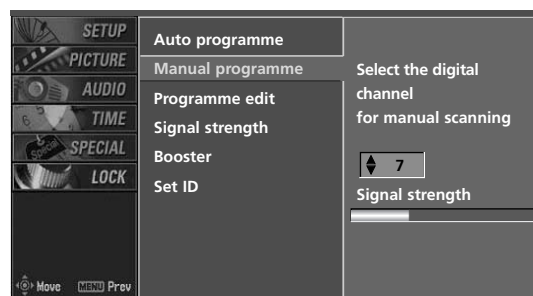 SETUP
PICTURE
AUDIO
TIME
SPECIAL
LOCK
Move MENU Prev
Auto programme
Manual programme
Programme edit
Signal strength
Booster
Set ID
Select the digital
channel
for manual scanning
7
Signal strength